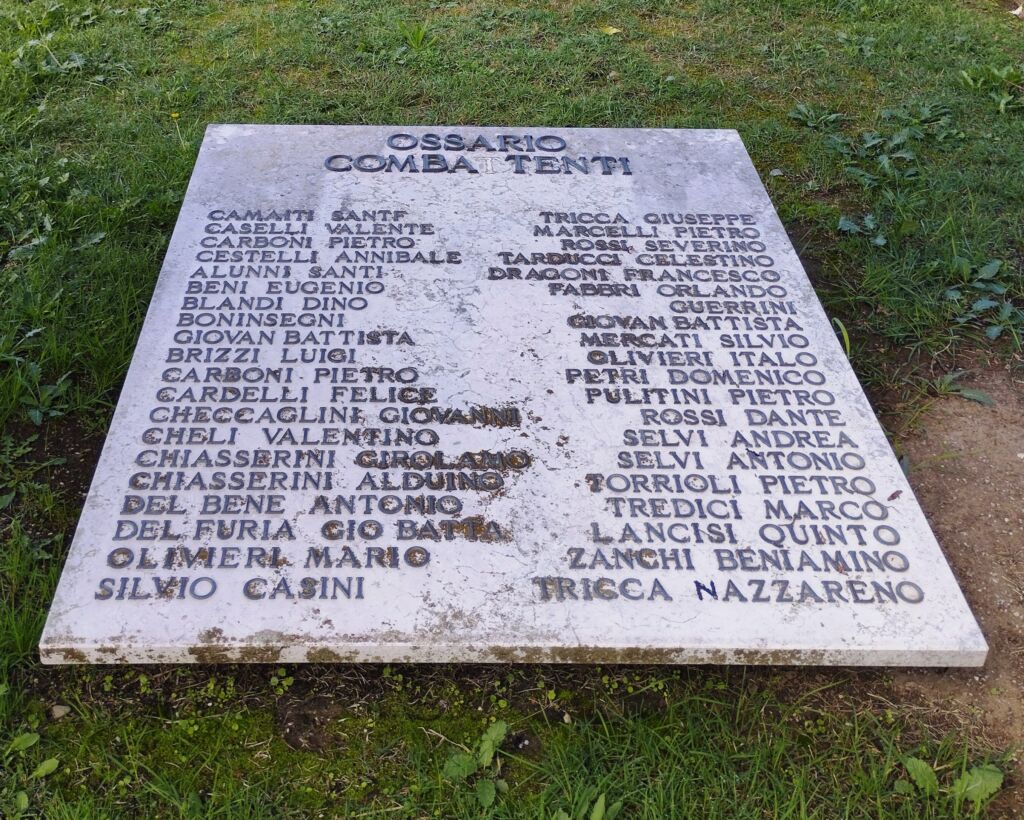 OSSARIO
COMBATTENTI
CAMAITI SANTE
CASELLI VALENTE
CARBONI PIETRO
CESTELLI ANNIBALE
ALUNNI SANTI
BENI EUGENIO
BLANDI DINO
BONINSEGNI
GIOVAN BATTISTA
BRIZZI LUIGI
CARBONI PIETRO
CARDELLI FELICE
CHECCAGLINI GIOVANNI
CHELI VALENTINO
CHIASSERINI GIROLAMO
CHIASSERINI ALDUINO
DEL BENE ANTONIO
DEL FURIA GIO BATTA
OLIVIERI MARIO
SILVIO CASINI
TRICCA GIUSEPPE
MARCELLI PIETRO
ROSSI SEVERINO
TARDUCCI CELESTINO
DRAGONI FRANCESCO
FABBRI ORLANDO
GUERRINI
GIOVAN BATTISTA
MERCATI SILVIO
OLIVIERI ITALO
PETRI DOMENICO
PULITINI PIETRO
ROSSI DANTE
SELVI ANDREA
SELVI ANTONIO
TORRIOLI PIETRO
TREDICI MARCO
LANCISI QUINTO
ZANCHI BENIAMINO
TRICCA NAZZARENO